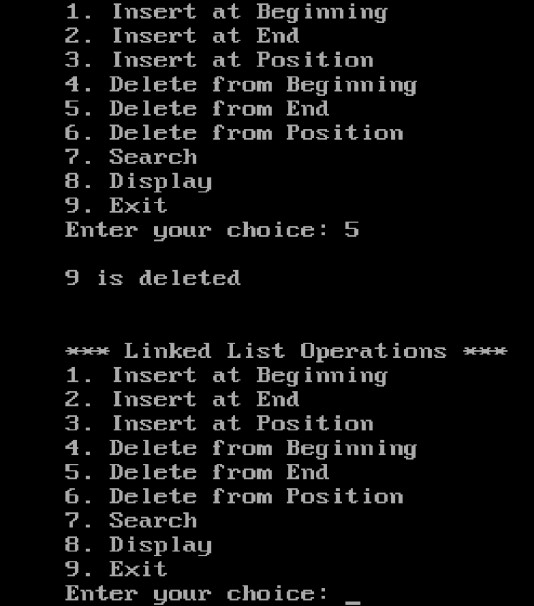 1. Insert at Beginning
2. Insert at End
3. Insert at Position
4. Delete from Beginning
5. Delete from End
6. Delete from Position
7. Search
8. Display
9. Exit
Enter your choice: 5
9 is deleted
*** Linked List Operations ***
1. Insert at Beginning
2. Insert at End
3. Insert at Position
4. Delete from Beginning
5. Delete from End
6. Delete from Position
7. Search
8. Display
9. Exit
Enter your choice: _